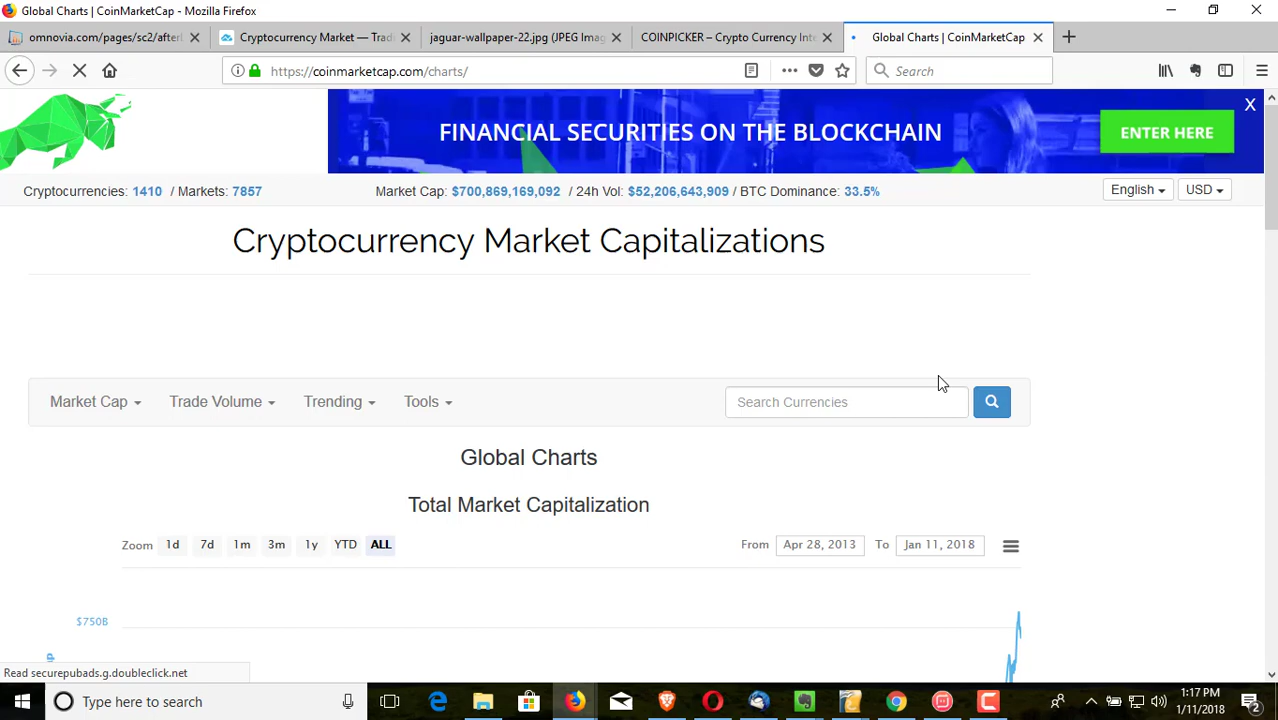 Global Charts | CoinMarketCap - Mozilla Firefox
omnovia.com/pages/sc2/after
Cryptocurrency Market — Tradi
jaguar-wallpaper-22.jpg (JPEG Imag
COINPICKER – Crypto Currency Inte
Global Charts | CoinMarketCap
https://coinmarketcap.com/charts/
Search
FINANCIAL SECURITIES ON THE BLOCKCHAIN
ENTER HERE
X
Cryptocurrencies: 1410 / Markets: 7857
Market Cap: $700,869,169,092 / 24h Vol: $52,206,643,909 / BTC Dominance: 33.5%
English
USD
Cryptocurrency Market Capitalizations
Market Cap
Trade Volume
Trending
Tools
Search Currencies
Global Charts
Total Market Capitalization
Zoom 1d 7d 1m 3m 1y YTD ALL
From Apr 28, 2013 To Jan 11, 2018
$750B
Read securepubads.g.doubleclick.net
Type here to search
1:17 PM
1/11/2018
2